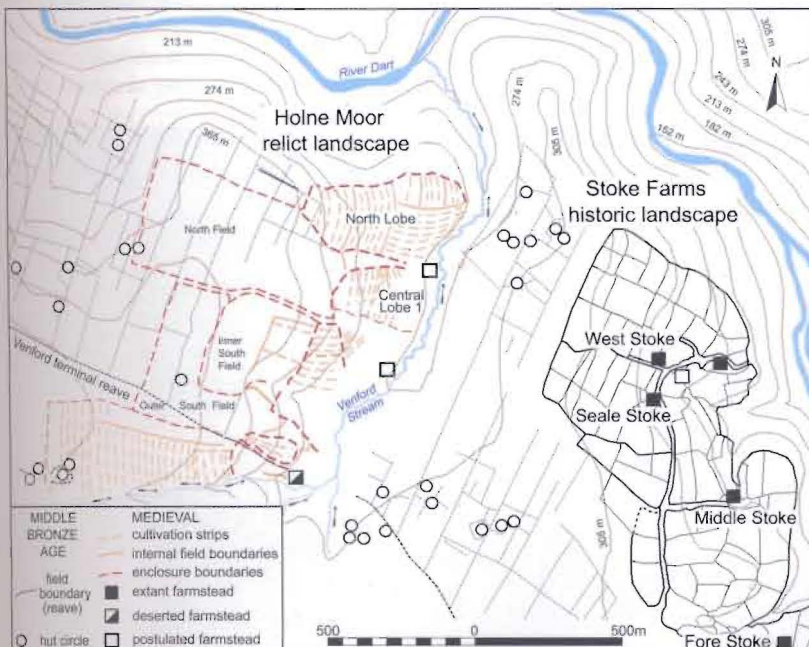 213 m
274 m
365 m
River Dart
Holne Moor
relict landscape
North Field
North Lobe
Central
Lobe 1
Inner
South
Field
Outer South Field
Venford terminal reave
Venford
Stream
274 m
305 m
305 m
274 m
243 m
213 m
182 m
152 m
N
Stoke Farms
historic landscape
West Stoke
Seale Stoke
Middle Stoke
305 m
Fore Stoke
MIDDLE
BRONZE
AGE
field
boundary
(reave)
hut circle
MEDIEVAL
cultivation strips
internal field boundaries
enclosure boundaries
extant farmstead
deserted farmstead
postulated farmstead
500
0
500m